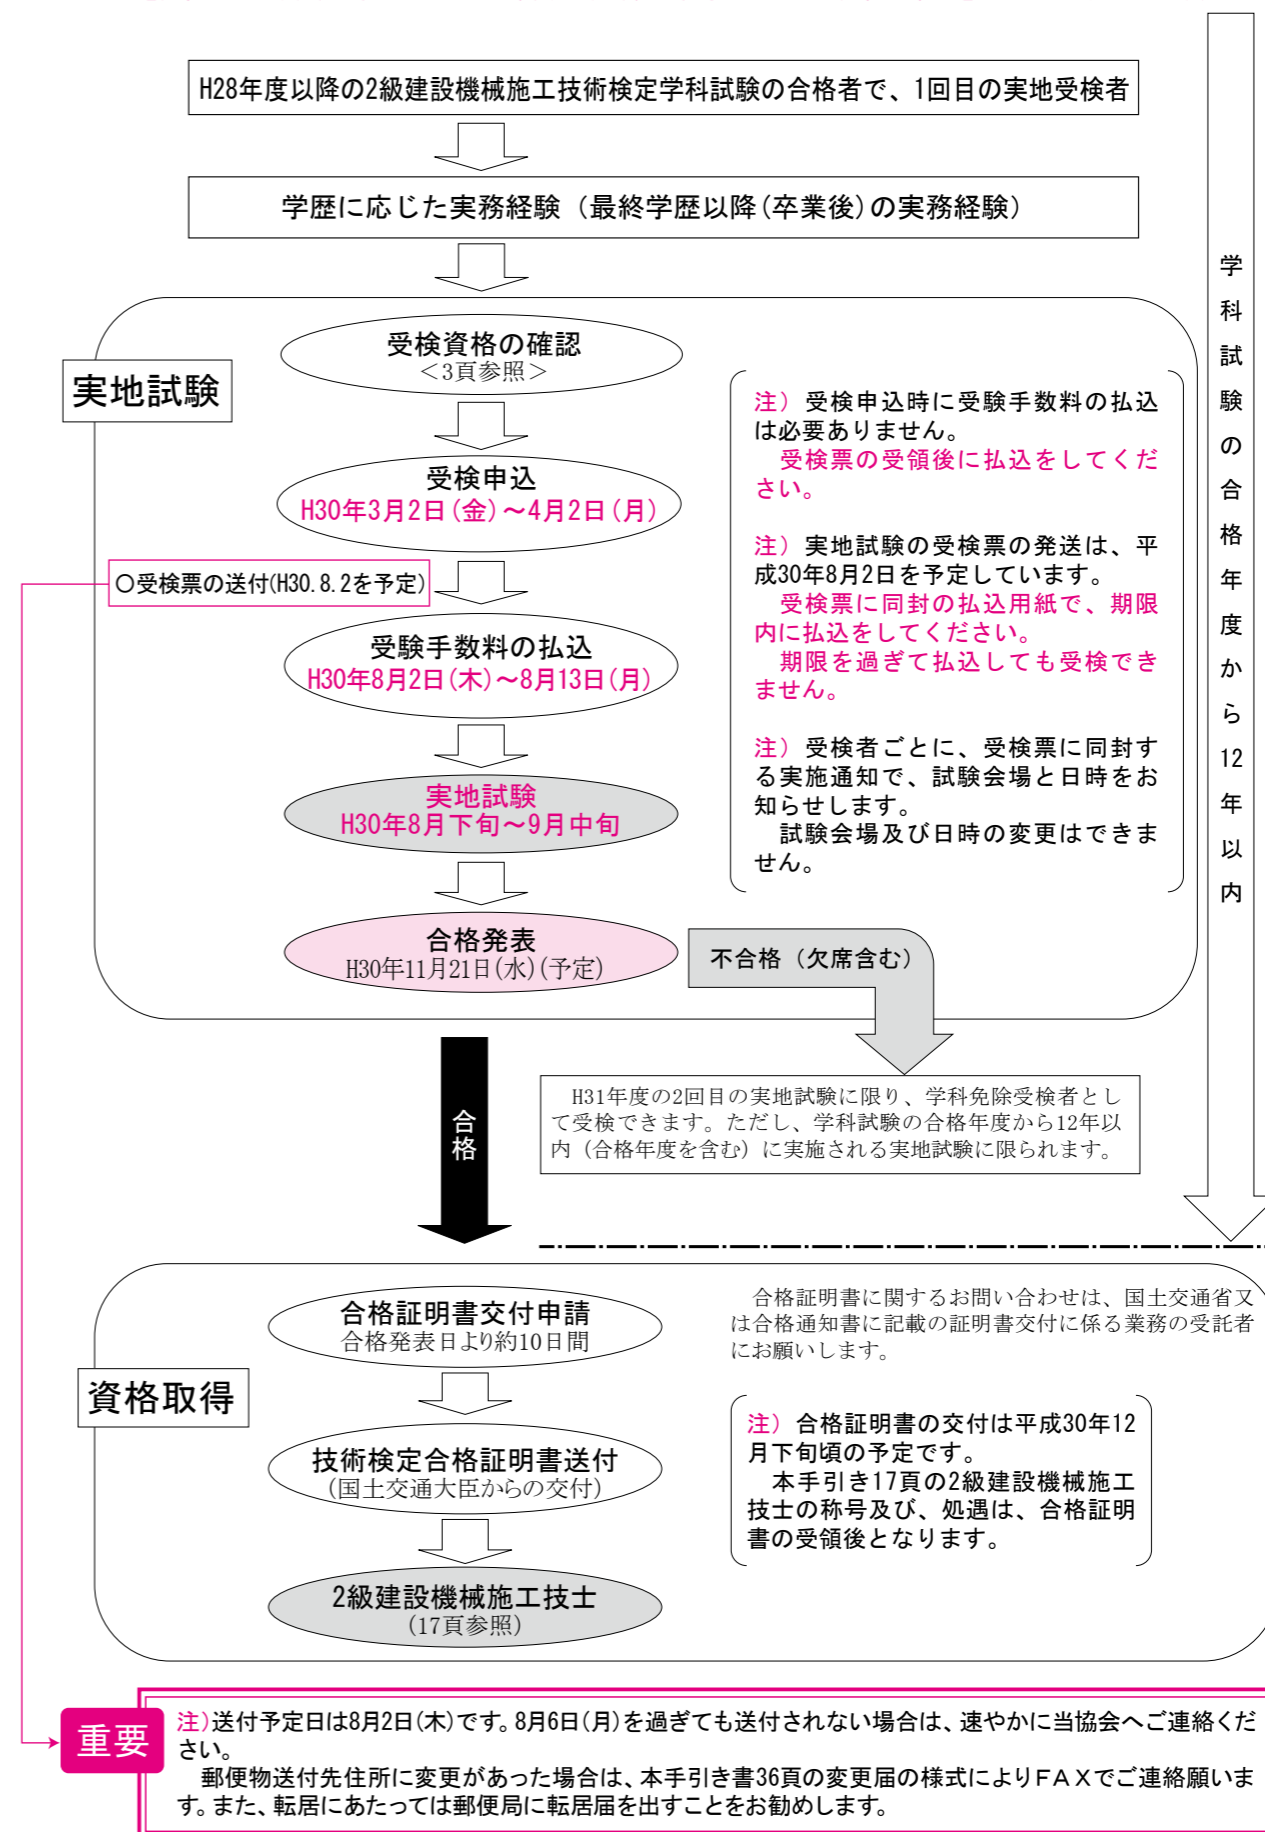 H28年度以降の2級建設機械施工技術検定学科試験の合格者で、1回目の実地受検者
学歴に応じた実務経験（最終学歴以降(卒業後)の実務経験）
実地試験
受検資格の確認
＜3頁参照＞
受検申込
H30年3月2日(金)～4月2日(月)
○受検票の送付(H30.8.2を予定)
受験手数料の払込
H30年8月2日(木)～8月13日(月)
実地試験
H30年8月下旬～9月中旬
合格発表
H30年11月21日(水)(予定)
注）受検申込時に受験手数料の払込
は必要ありません。
受検票の受領後に払込をしてくだ
さい。
注）実地試験の受検票の発送は、平
成30年8月2日を予定しています。
受検票に同封の払込用紙で、期限
内に払込をしてください。
期限を過ぎて払込しても受検でき
ません。
注）受検者ごとに、受検票に同封す
る実施通知で、試験会場と日時をお
知らせします。
試験会場及び日時の変更はできま
せん。
不合格（欠席含む）
学科試験の合格年度から12年以内
合格
H31年度の2回目の実地試験に限り、学科免除受検者とし
て受検できます。ただし、学科試験の合格年度から12年以
内（合格年度を含む）に実施される実地試験に限られます。
資格取得
合格証明書交付申請
合格発表日より約10日間
技術検定合格証明書送付
(国土交通大臣からの交付)
2級建設機械施工技士
(17頁参照)
合格証明書に関するお問い合わせは、国土交通省又
は合格通知書に記載の証明書交付に係る業務の受託者
にお願いします。
注）合格証明書の交付は平成30年12
月下旬頃の予定です。
本手引き17頁の2級建設機械施工
技士の称号及び、処遇は、合格証明
書の受領後となります。
重要
注)送付予定日は8月2日(木)です。8月6日(月)を過ぎても送付されない場合は、速やかに当協会へご連絡くだ
さい。
郵便物送付先住所に変更があった場合は、本手引き書36頁の変更届の様式によりＦＡＸでご連絡願いま
す。また、転居にあたっては郵便局に転居届を出すことをお勧めします。